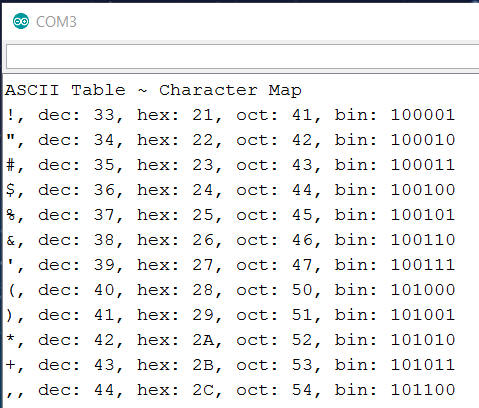 COM3
ASCII Table ~ Character Map
!, dec: 33, hex: 21, oct: 41, bin: 100001
", dec: 34, hex: 22, oct: 42, bin: 100010
#, dec: 35, hex: 23, oct: 43, bin: 100011
$, dec: 36, hex: 24, oct: 44, bin: 100100
%, dec: 37, hex: 25, oct: 45, bin: 100101
&, dec: 38, hex: 26, oct: 46, bin: 100110
', dec: 39, hex: 27, oct: 47, bin: 100111
(, dec: 40, hex: 28, oct: 50, bin: 101000
), dec: 41, hex: 29, oct: 51, bin: 101001
*, dec: 42, hex: 2A, oct: 52, bin: 101010
+, dec: 43, hex: 2B, oct: 53, bin: 101011
,, dec: 44, hex: 2C, oct: 54, bin: 101100